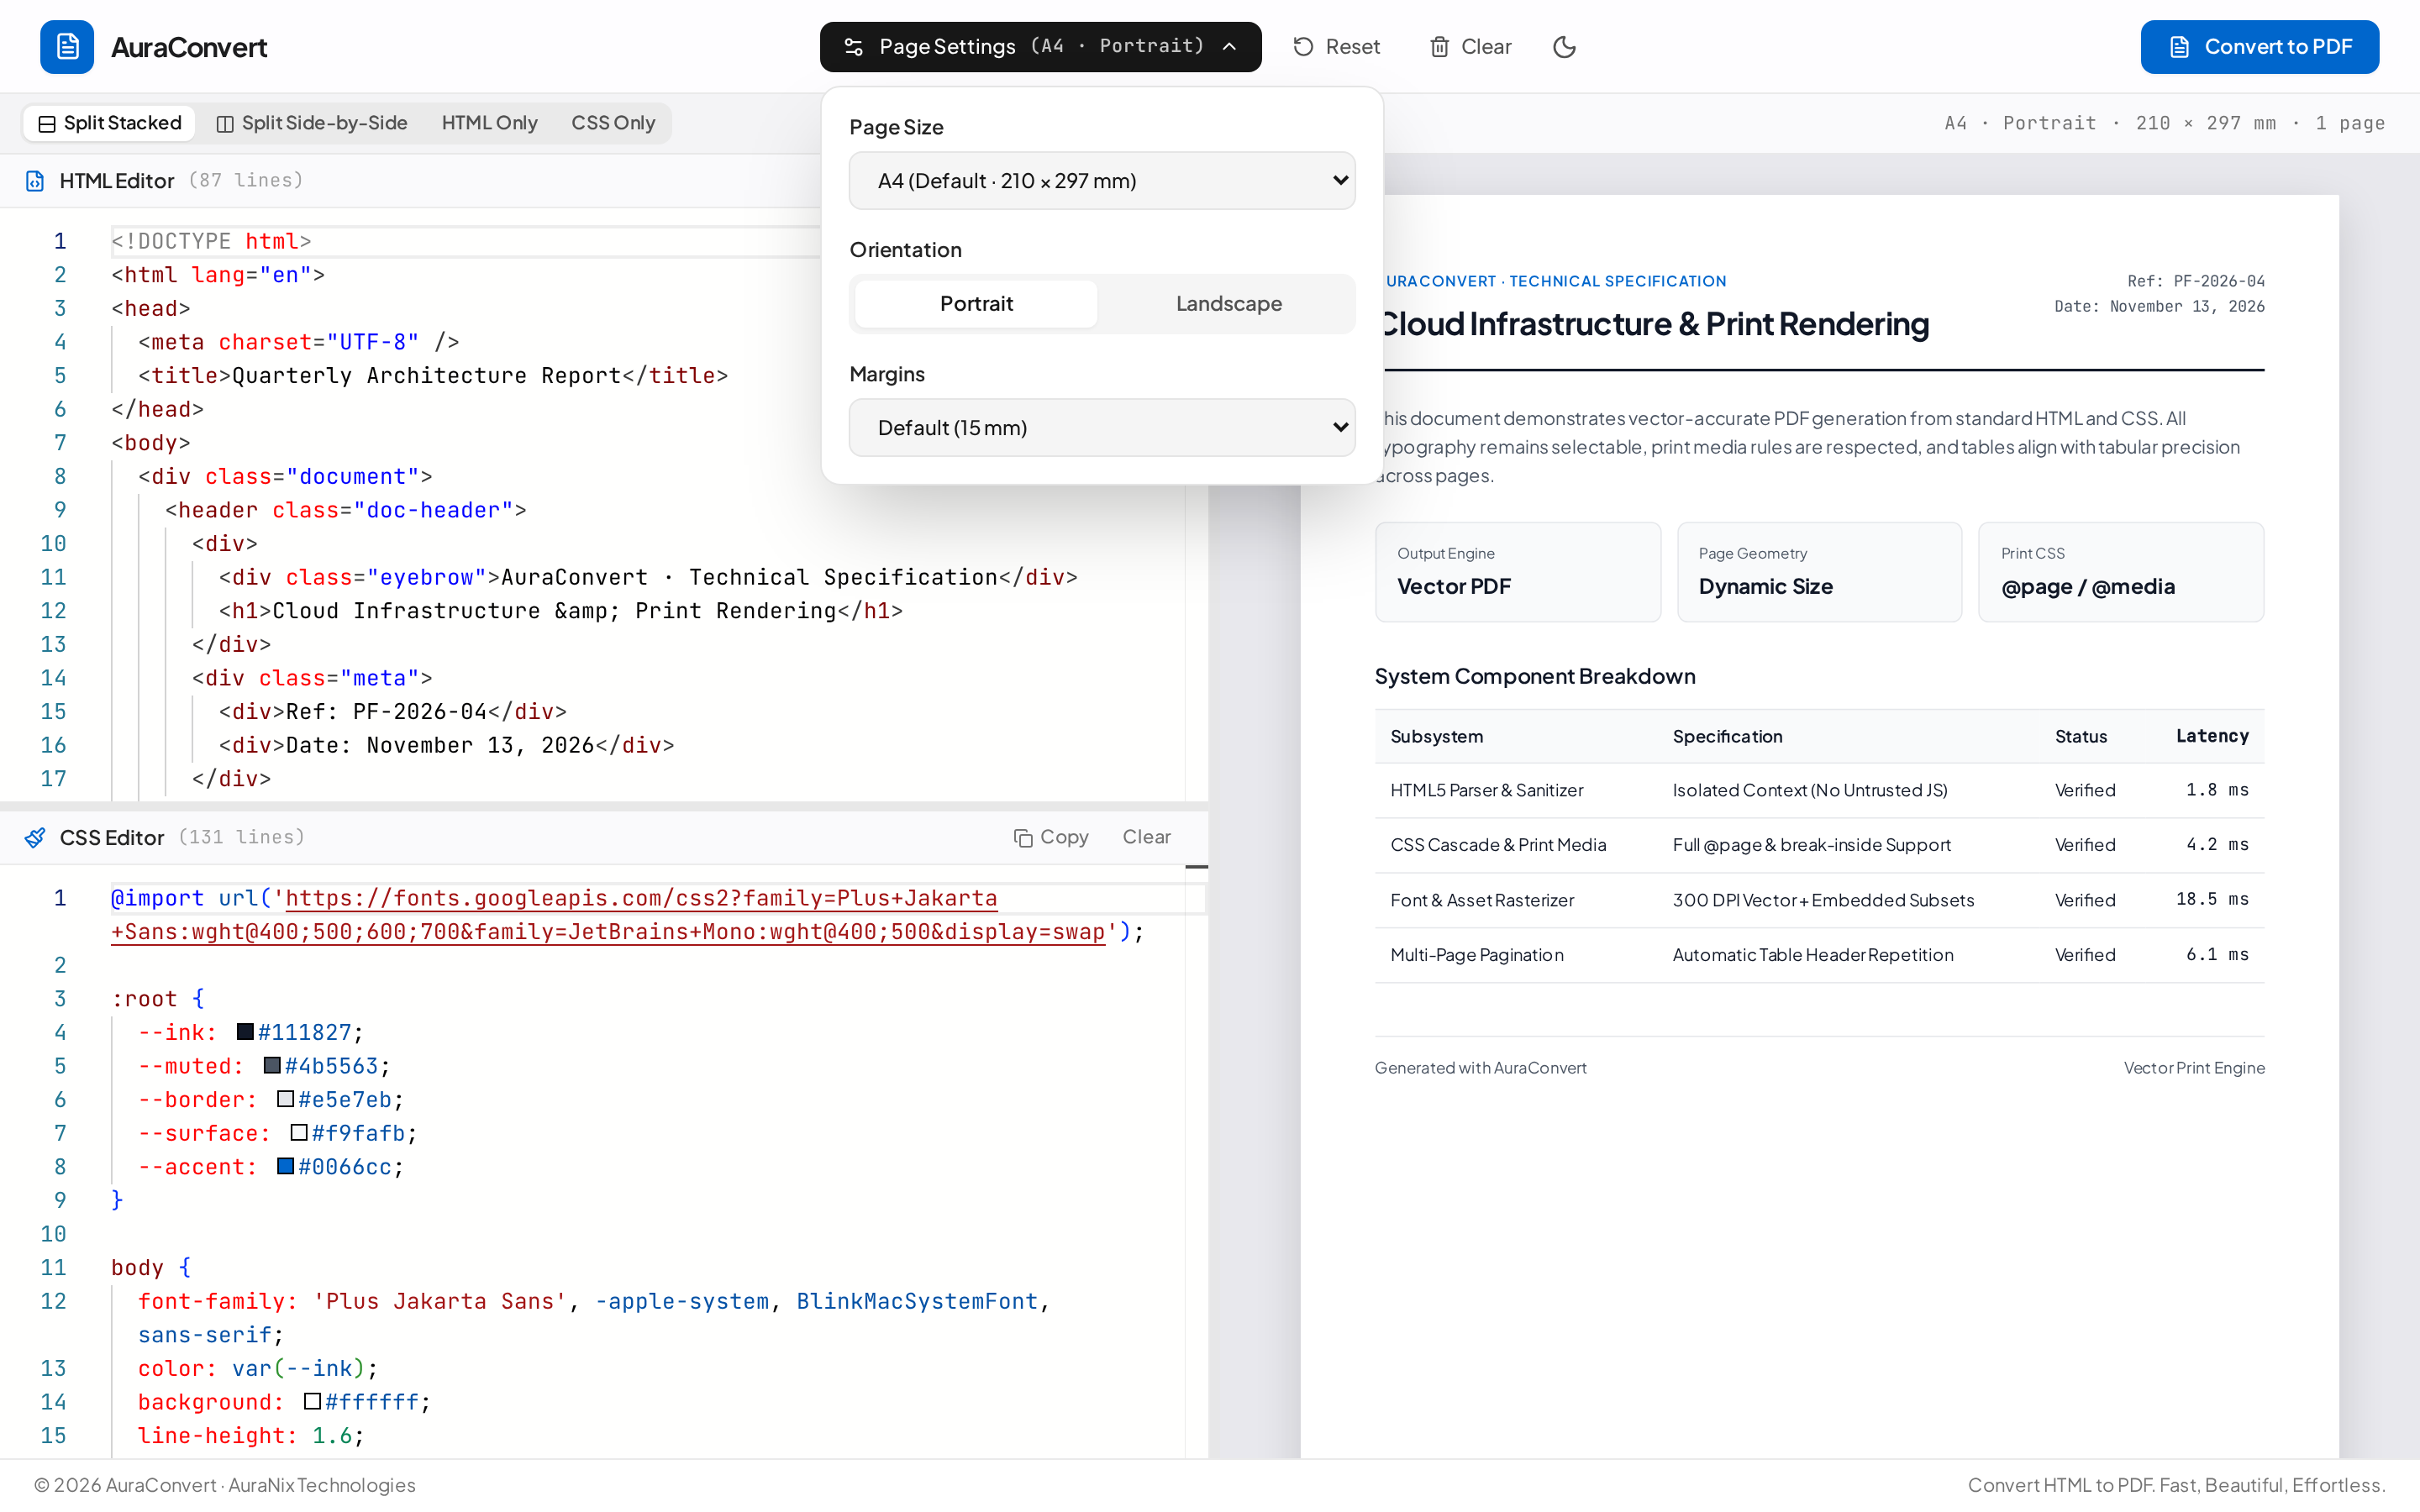 AuraConvert
Page Settings (A4 · Portrait)
Reset
Clear
Convert to PDF
Split Stacked
Split Side-by-Side
HTML Only
CSS Only
A4 · Portrait · 210 × 297 mm · 1 page
Page Size
A4 (Default · 210 × 297 mm)
Orientation
Portrait
Landscape
Margins
Default (15 mm)
HTML Editor (87 lines)
1 <!DOCTYPE html>
2 <html lang="en">
3 <head>
4 <meta charset="UTF-8" />
5 <title>Quarterly Architecture Report</title>
6 </head>
7 <body>
8 <div class="document">
9 <header class="doc-header">
10 <div>
11 <div class="eyebrow">AuraConvert · Technical Specification</div>
12 <h1>Cloud Infrastructure &amp; Print Rendering</h1>
13 </div>
14 <div class="meta">
15 <div>Ref: PF-2026-04</div>
16 <div>Date: November 13, 2026</div>
17 </div>
CSS Editor (131 lines)
Copy
Clear
1 @import url('https://fonts.googleapis.com/css2?family=Plus+Jakarta
+Sans:wght@400;500;600;700&family=JetBrains+Mono:wght@400;500&display=swap');
2
3 :root {
4 --ink: #111827;
5 --muted: #4b5563;
6 --border: #e5e7eb;
7 --surface: #f9fafb;
8 --accent: #0066cc;
9 }
10
11 body {
12 font-family: 'Plus Jakarta Sans', -apple-system, BlinkMacSystemFont,
sans-serif;
13 color: var(--ink);
14 background: #ffffff;
15 line-height: 1.6;
URACONVERT · TECHNICAL SPECIFICATION
Cloud Infrastructure & Print Rendering
Ref: PF-2026-04
Date: November 13, 2026
his document demonstrates vector-accurate PDF generation from standard HTML and CSS. All
ypography remains selectable, print media rules are respected, and tables align with tabular precision
across pages.
Output Engine
Vector PDF
Page Geometry
Dynamic Size
Print CSS
@page / @media
System Component Breakdown
Subsystem Specification Status Latency
HTML5 Parser & Sanitizer Isolated Context (No Untrusted JS) Verified 1.8 ms
CSS Cascade & Print Media Full @page & break-inside Support Verified 4.2 ms
Font & Asset Rasterizer 300 DPI Vector + Embedded Subsets Verified 18.5 ms
Multi-Page Pagination Automatic Table Header Repetition Verified 6.1 ms
Generated with AuraConvert
Vector Print Engine
© 2026 AuraConvert · AuraNix Technologies
Convert HTML to PDF. Fast, Beautiful, Effortless.